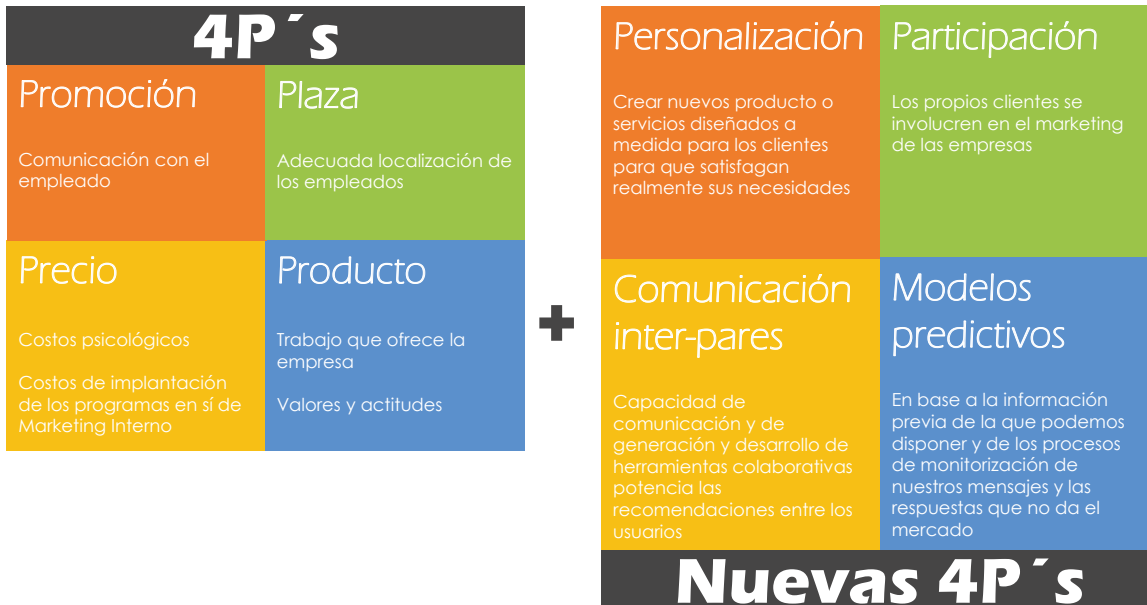 4P´s
Promoción
Comunicación con el
empleado
Plaza
Adecuada localización de
los empleados
Precio
Costos psicológicos
Costos de implantación
de los programas en sí de
Marketing Interno
Producto
Trabajo que ofrece la
empresa
Valores y actitudes
+
Personalización
Crear nuevos producto o
servicios diseñados a
medida para los clientes
para que satisfagan
realmente sus necesidades
Participación
Los propios clientes se
involucren en el marketing
de las empresas
Comunicación
inter-pares
Capacidad de
comunicación y de
generación y desarrollo de
herramientas colaborativas
potencia las
recomendaciones entre los
usuarios
Modelos
predictivos
En base a la información
previa de la que podemos
disponer y de los procesos
de monitorización de
nuestros mensajes y las
respuestas que no da el
mercado
Nuevas 4P´s